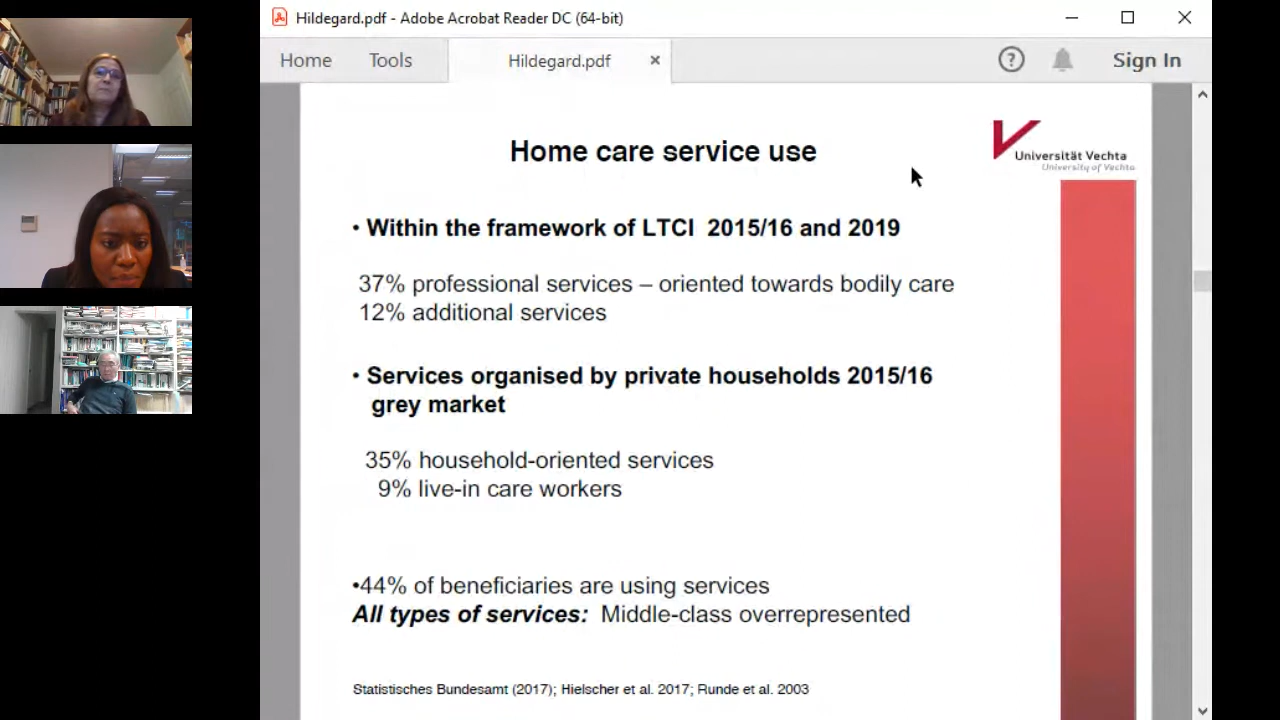 Hildegard.pdf - Adobe Acrobat Reader DC (64-bit)
Home Tools Hildegard.pdf × ? Sign In
Home care service use
Universität Vechta
University of Vechta
• Within the framework of LTCI 2015/16 and 2019
37% professional services – oriented towards bodily care
12% additional services
• Services organised by private households 2015/16
grey market
35% household-oriented services
9% live-in care workers
•44% of beneficiaries are using services
All types of services: Middle-class overrepresented
Statistisches Bundesamt (2017); Hielscher et al. 2017; Runde et al. 2003